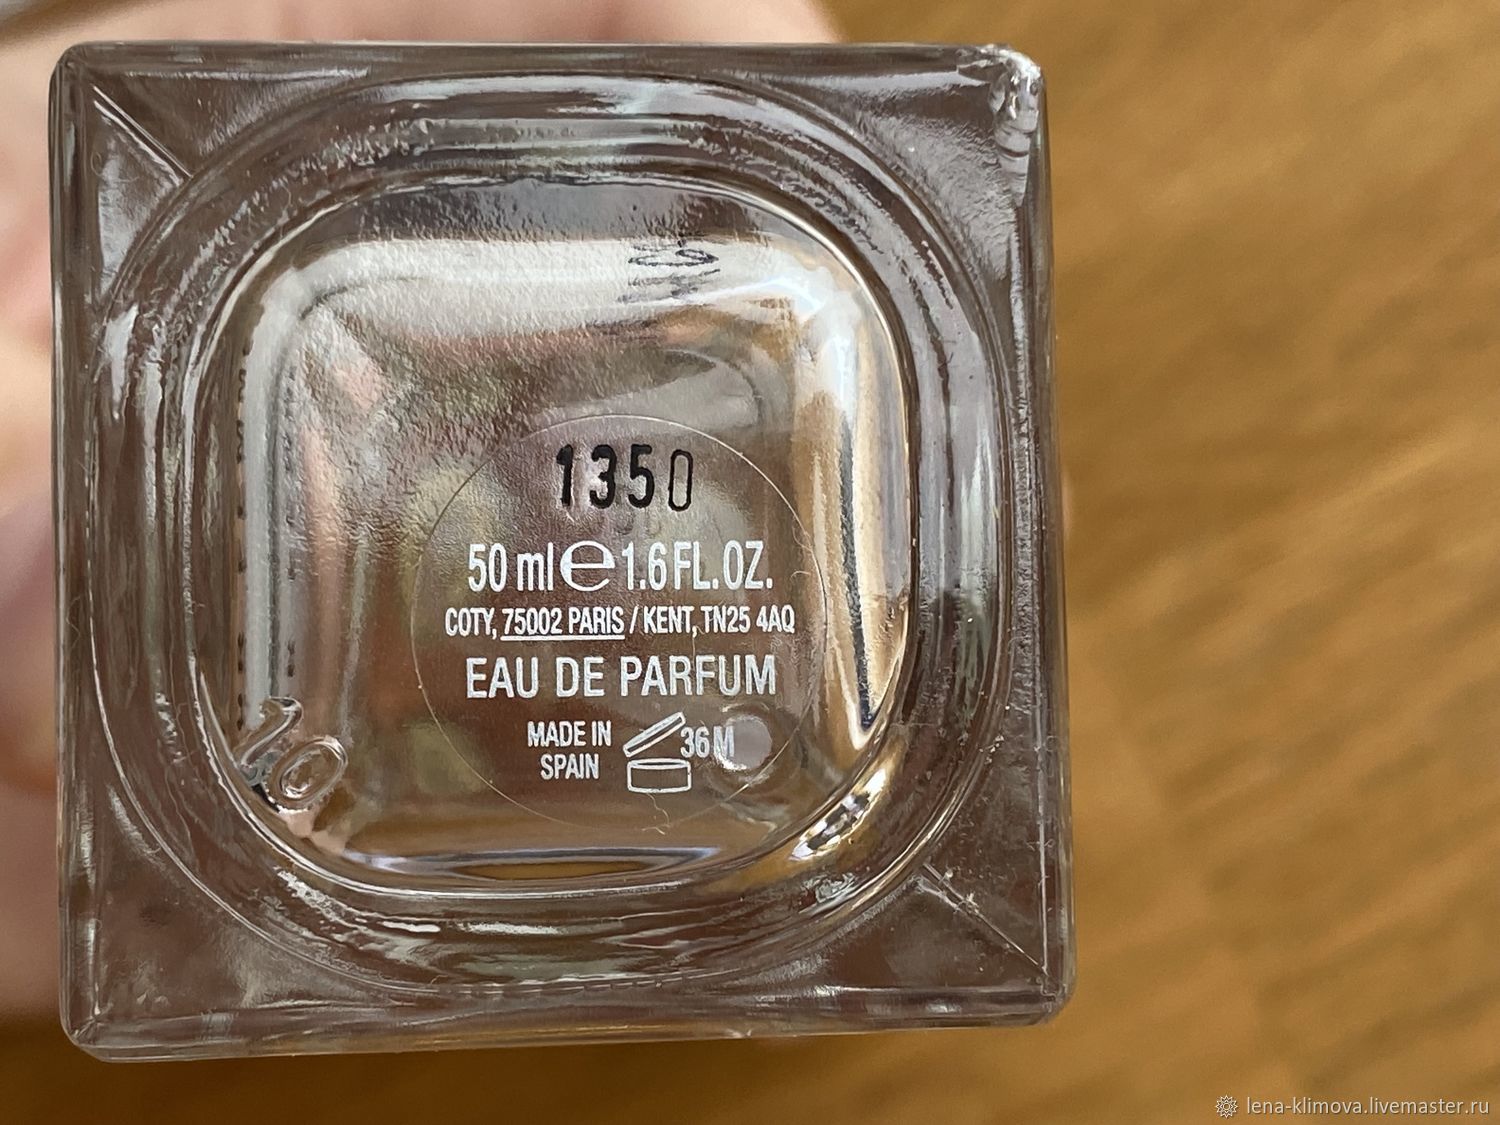 1350
50 ml e 1.6 FL. OZ.
COTY, 75002 PARIS / KENT, TN25 4AQ
EAU DE PARFUM
MADE IN
SPAIN
36M
10
lena-klimova.livemaster.ru